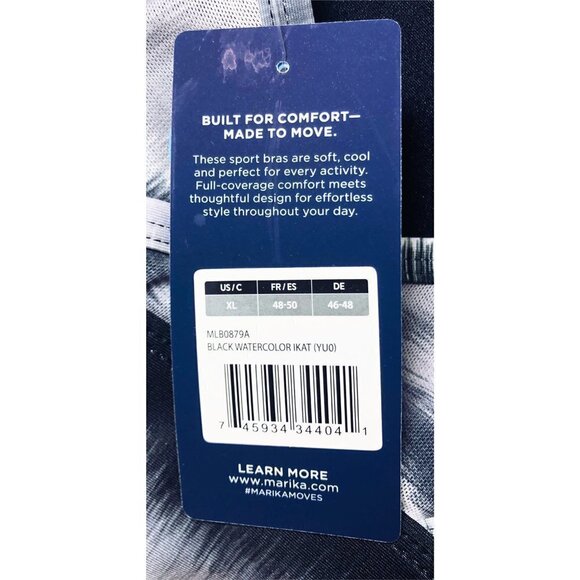 BUILT FOR COMFORT—
MADE TO MOVE.
These sport bras are soft, cool
and perfect for every activity.
Full-coverage comfort meets
thoughtful design for effortless
style throughout your day.
US / C FR / ES DE
XL 48-50 46-48
MLB0879A
BLACK WATERCOLOR IKAT (YU0)
7 45934 34404 1
LEARN MORE
www.marika.com
#MARIKAMOVES